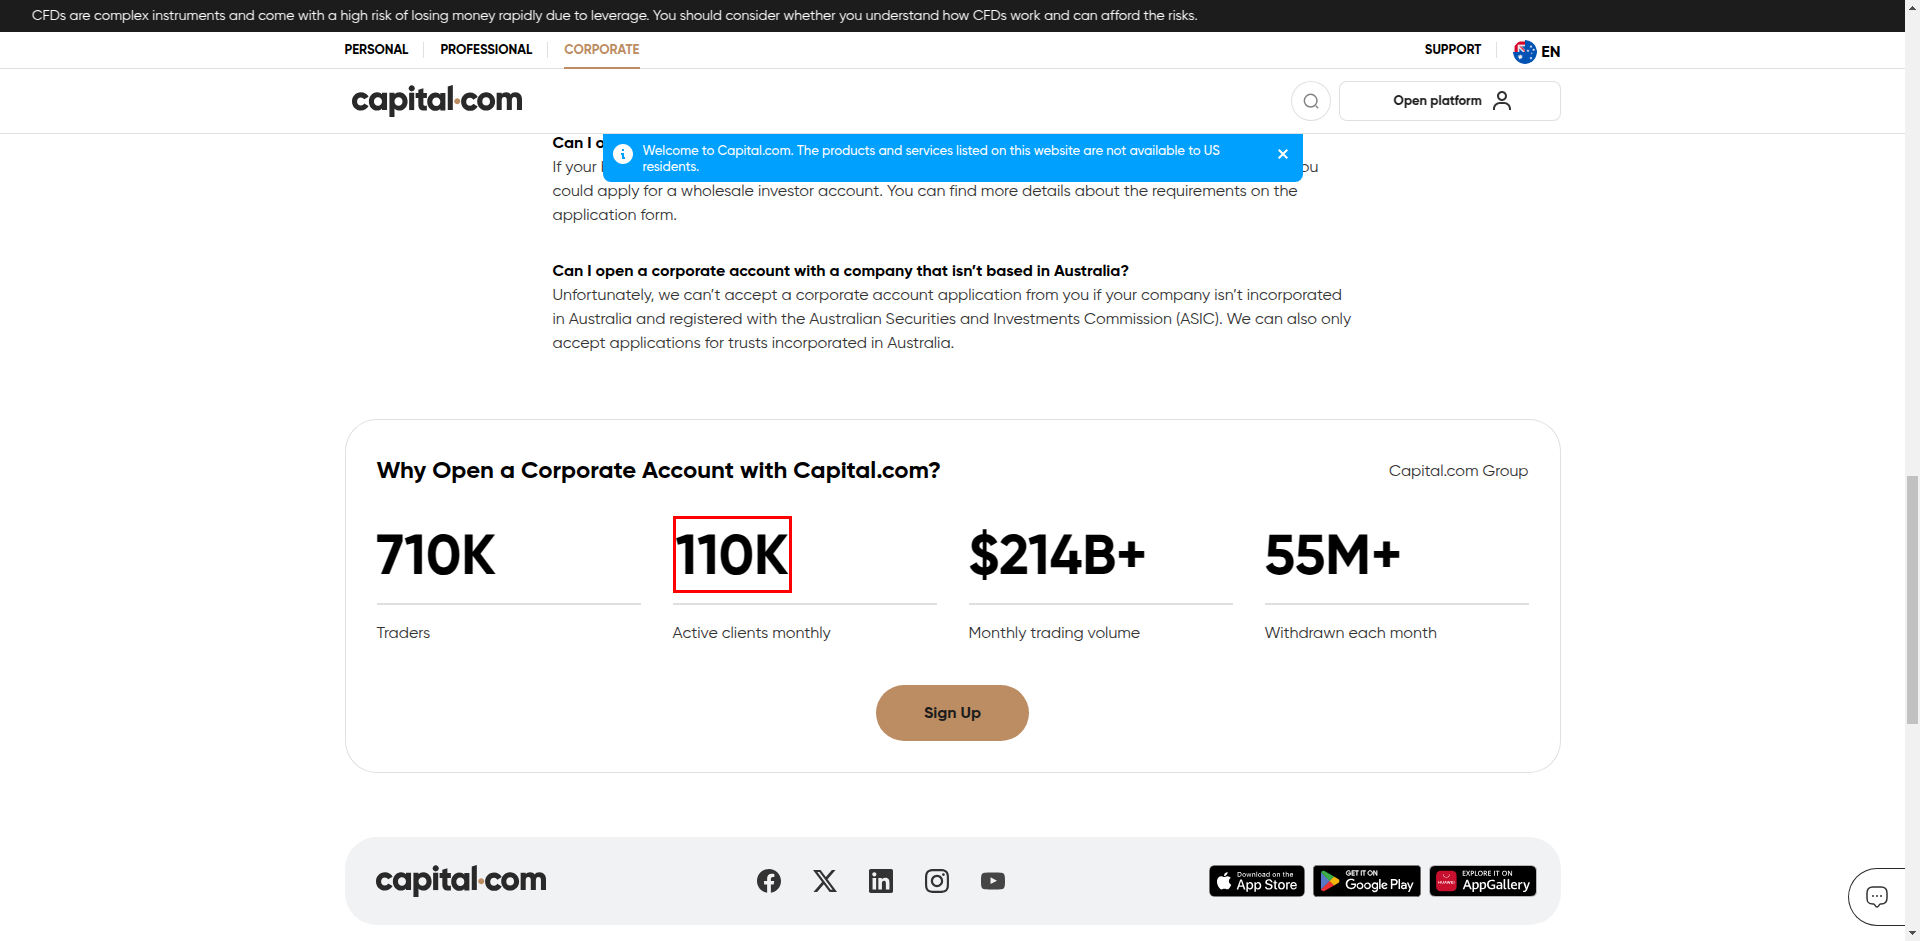 CFDs are complex instruments and come with a high risk of losing money rapidly due to leverage. You should consider whether you understand how CFDs work and can afford the risks.
PERSONAL
PROFESSIONAL
CORPORATE
SUPPORT
EN
capital.com
Open platform
Can I o
Welcome to Capital.com. The products and services listed on this website are not available to US
residents.
If your
ou
could apply for a wholesale investor account. You can find more details about the requirements on the
application form.
Can I open a corporate account with a company that isn’t based in Australia?
Unfortunately, we can’t accept a corporate account application from you if your company isn’t incorporated
in Australia and registered with the Australian Securities and Investments Commission (ASIC). We can also only
accept applications for trusts incorporated in Australia.
Why Open a Corporate Account with Capital.com?
Capital.com Group
710K
110K
$214B+
55M+
Traders
Active clients monthly
Monthly trading volume
Withdrawn each month
Sign Up
capital.com
Download on the
App Store
GET IT ON
Google Play
HUAWEI
EXPLORE IT ON
AppGallery